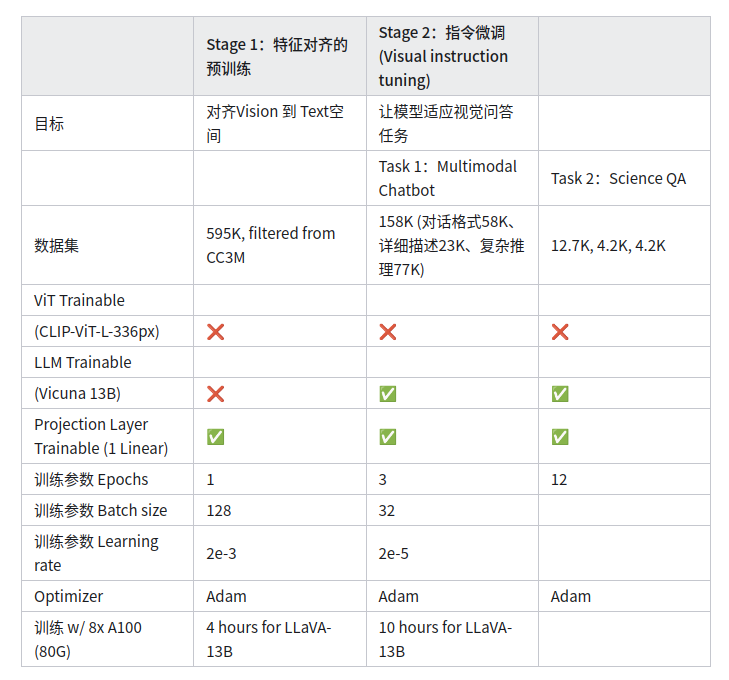 Stage 1：特征对齐的
预训练
Stage 2：指令微调
(Visual instruction
tuning)
目标
对齐Vision 到 Text空
间
让模型适应视觉问答
任务
Task 1：Multimodal
Chatbot
Task 2：Science QA
数据集
595K, filtered from
CC3M
158K (对话格式58K、
详细描述23K、复杂推
理77K)
12.7K, 4.2K, 4.2K
ViT Trainable
(CLIP-ViT-L-336px)
❌
❌
❌
LLM Trainable
(Vicuna 13B)
❌
✅
✅
Projection Layer
Trainable (1 Linear)
✅
✅
✅
训练参数 Epochs
1
3
12
训练参数 Batch size
128
32
训练参数 Learning
rate
2e-3
2e-5
Optimizer
Adam
Adam
Adam
训练 w/ 8x A100
(80G)
4 hours for LLaVA-
13B
10 hours for LLaVA-
13B